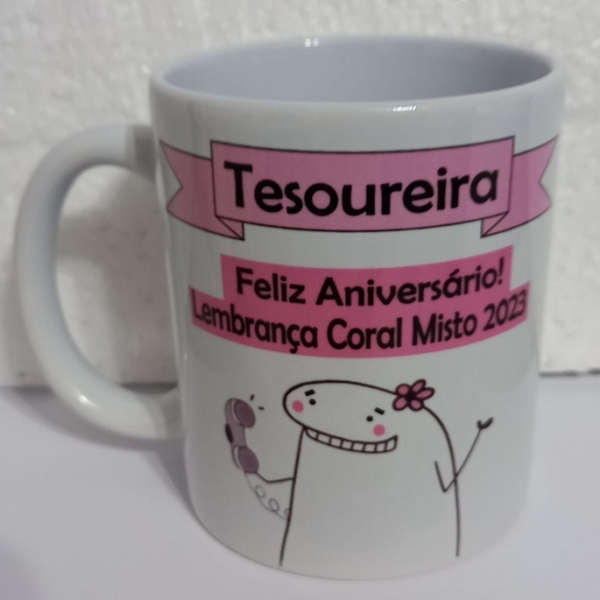 Tesoureira
Feliz Aniversário!
Lembrança Coral Misto 2023